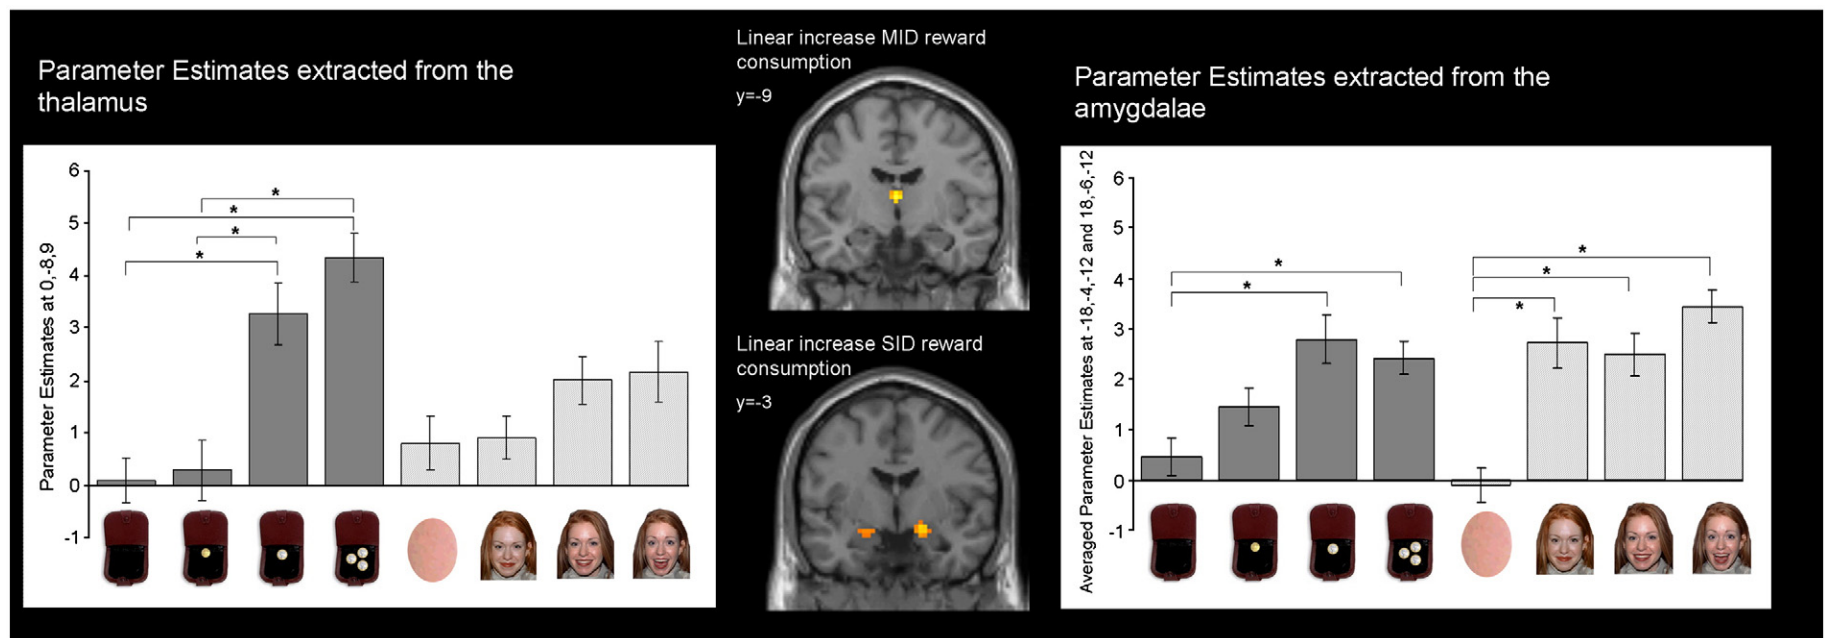 Parameter Estimates extracted from the
thalamus
Parameter Estimates at 0,-8,9
6
5
4
3
2
1
0
-1
*
*
*
*
Linear increase MID reward
consumption
y=-9
Linear increase SID reward
consumption
y=-3
Parameter Estimates extracted from the
amygdalae
Averaged Parameter Estimates at -18,-4,-12 and 18,-6,-12
6
5
4
3
2
1
0
-1
*
*
*
*
*